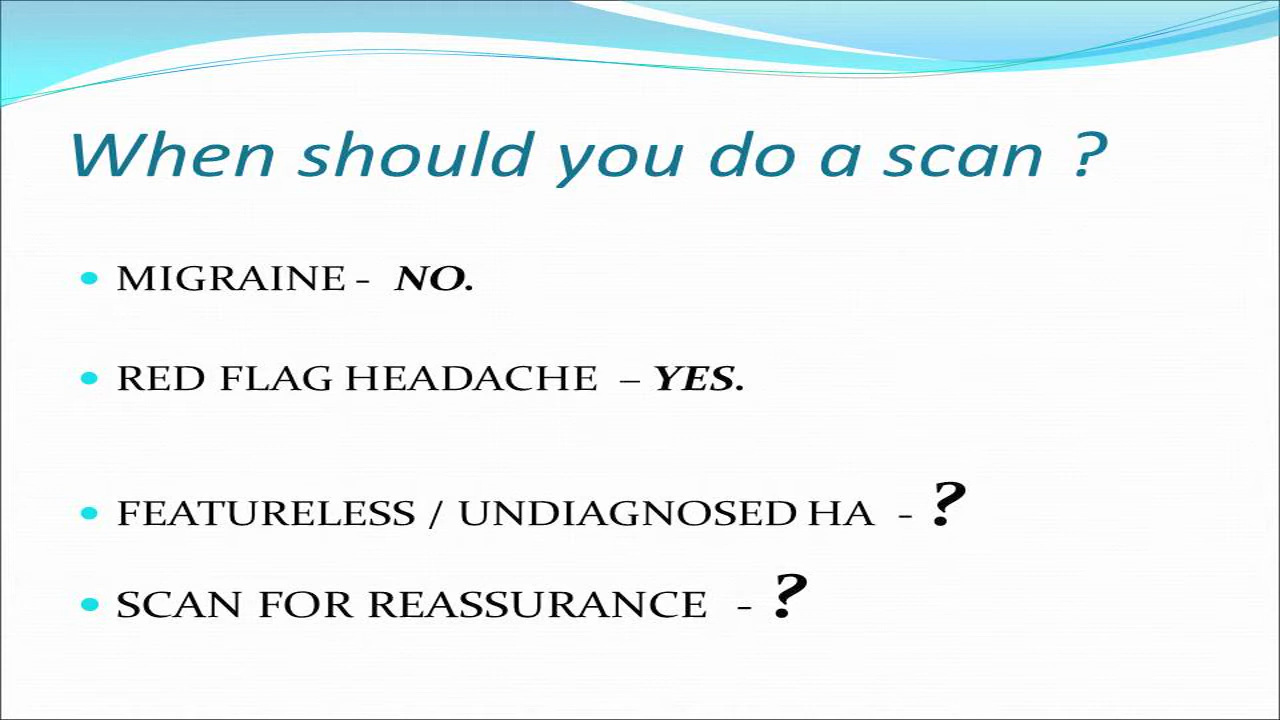 When should you do a scan ?
• MIGRAINE - NO.
• RED FLAG HEADACHE – YES.
• FEATURELESS / UNDIAGNOSED HA - ?
• SCAN FOR REASSURANCE - ?